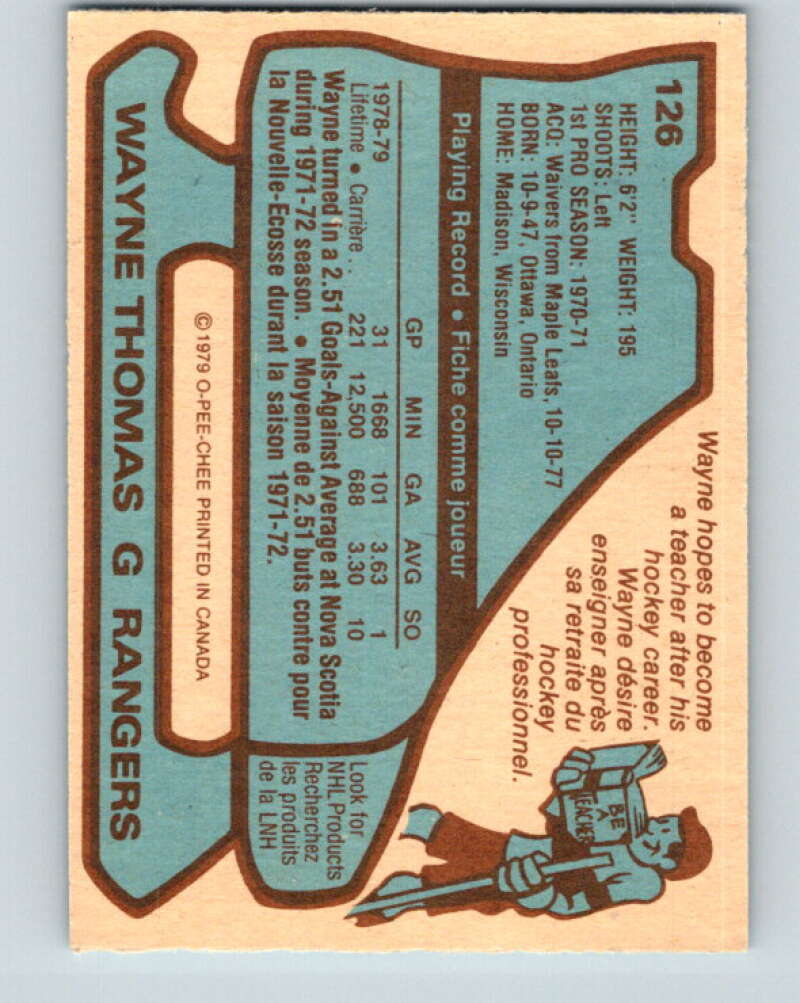 126
HEIGHT: 6'2" WEIGHT: 195
SHOOTS: Left
1st PRO SEASON: 1970-71
ACQ: Waivers from Maple Leafs, 10-10-77
BORN: 10-9-47, Ottawa, Ontario
HOME: Madison, Wisconsin
Wayne hopes to become
a teacher after his
hockey career.
Wayne désire
enseigner après
sa retraite du
hockey
professionnel.
BE
A
TEACHER
Playing Record • Fiche comme joueur
GP MIN GA AVG SO
1978-79 31 1668 101 3.63 1
Lifetime • Carrière . . 221 12,500 688 3.30 10
Wayne turned in a 2.51 Goals-Against Average at Nova Scotia
during 1971-72 season. • Moyenne de 2.51 buts contre pour
la Nouvelle-Ecosse durant la saison 1971-72.
Look for
NHL Products
Recherchez
les produits
de la LNH
© 1979 O-PEE-CHEE PRINTED IN CANADA
WAYNE THOMAS G RANGERS